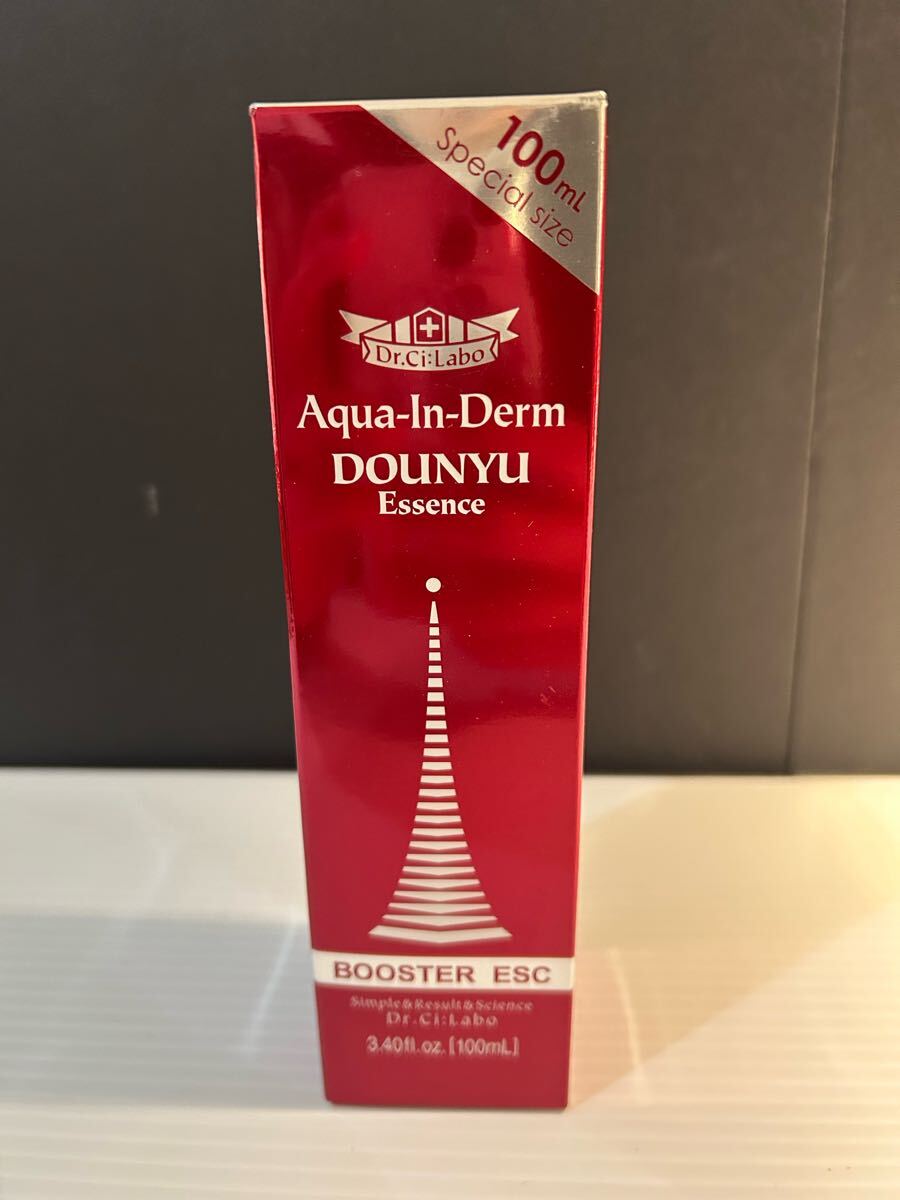 100mL
Special size
Dr.Ci:Labo
Aqua-In-Derm
DOUNYU
Essence
BOOSTER ESC
Simple&Result&Science
Dr.Ci:Labo
3.40fl.oz.[100mL]